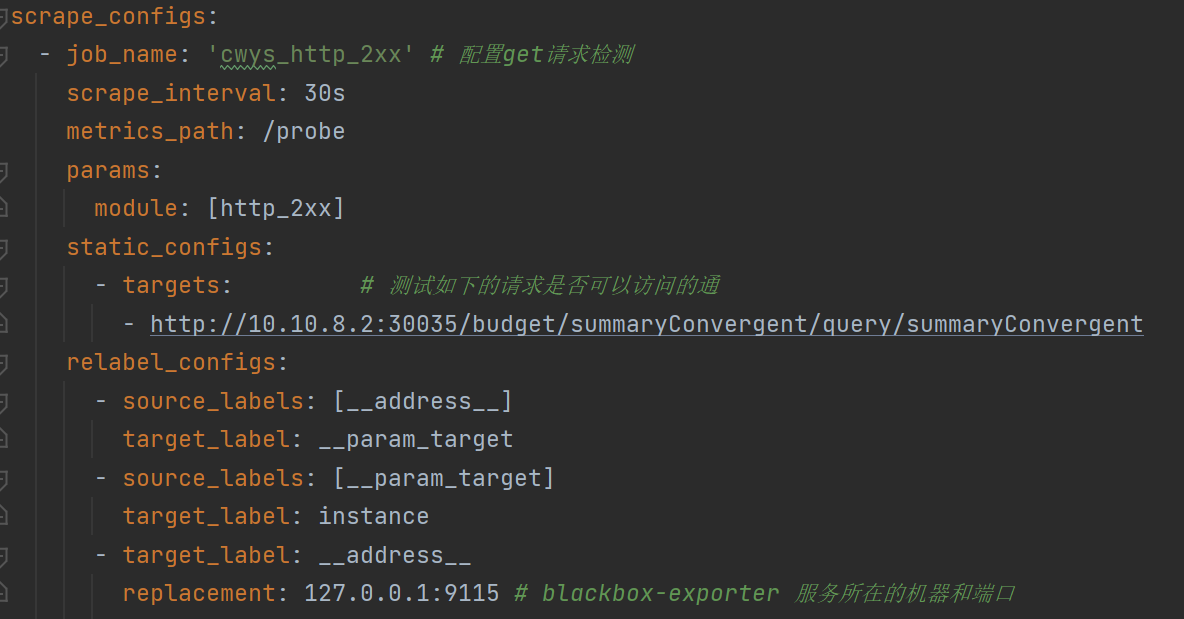 scrape_configs:
- job_name: 'cwys_http_2xx' # 配置get请求检测
scrape_interval: 30s
metrics_path: /probe
params:
module: [http_2xx]
static_configs:
- targets: # 测试如下的请求是否可以访问的通
- http://10.10.8.2:30035/budget/summaryConvergent/query/summaryConvergent
relabel_configs:
- source_labels: [__address__]
target_label: __param_target
- source_labels: [__param_target]
target_label: instance
- target_label: __address__
replacement: 127.0.0.1:9115 # blackbox-exporter 服务所在的机器和端口